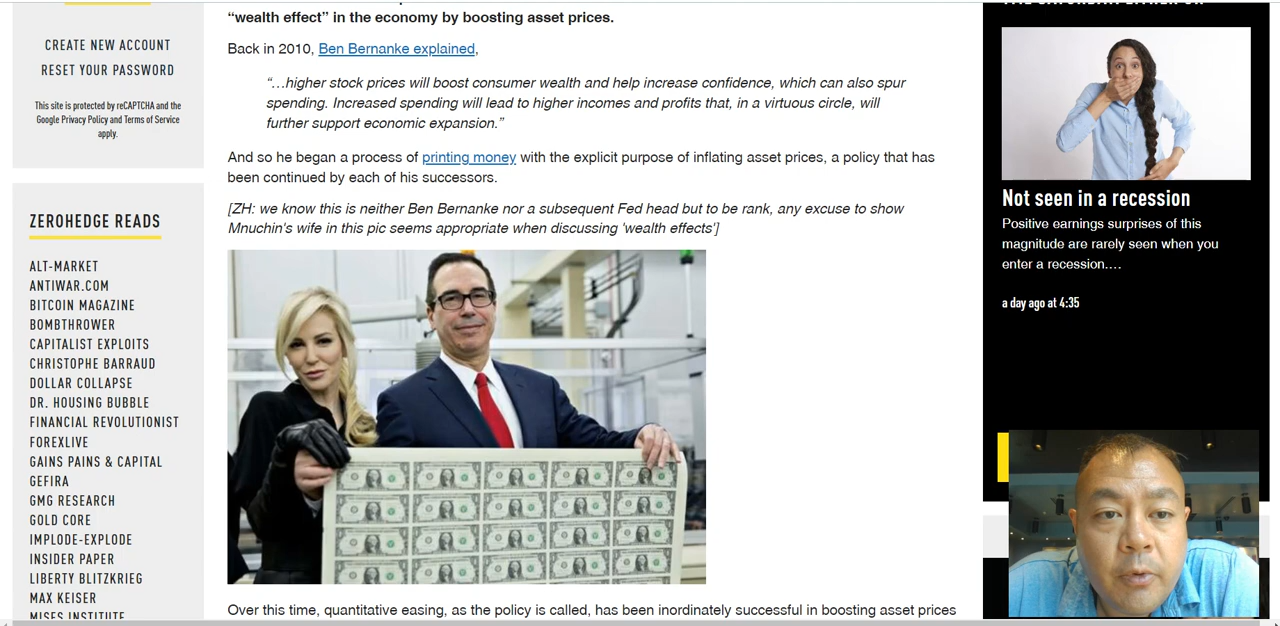 "wealth effect" in the economy by boosting asset prices.
CREATE NEW ACCOUNT
RESET YOUR PASSWORD
This site is protected by reCAPTCHA and the
Google Privacy Policy and Terms of Service
apply.
ZEROHEDGE READS
ALT-MARKET
ANTIWAR.COM
BITCOIN MAGAZINE
BOMBTHROWER
CAPITALIST EXPLOITS
CHRISTOPHE BARRAUD
DOLLAR COLLAPSE
DR. HOUSING BUBBLE
FINANCIAL REVOLUTIONIST
FOREXLIVE
GAINS PAINS & CAPITAL
GEFIRA
GMG RESEARCH
GOLD CORE
IMPLODE-EXPLODE
INSIDER PAPER
LIBERTY BLITZKRIEG
MAX KEISER
MISES INSTITUTE
Back in 2010, Ben Bernanke explained,
"…higher stock prices will boost consumer wealth and help increase confidence, which can also spur
spending. Increased spending will lead to higher incomes and profits that, in a virtuous circle, will
further support economic expansion."
And so he began a process of printing money with the explicit purpose of inflating asset prices, a policy that has
been continued by each of his successors.
[ZH: we know this is neither Ben Bernanke nor a subsequent Fed head but to be rank, any excuse to show
Mnuchin's wife in this pic seems appropriate when discussing 'wealth effects']
Over this time, quantitative easing, as the policy is called, has been inordinately successful in boosting asset prices
Not seen in a recession
Positive earnings surprises of this
magnitude are rarely seen when you
enter a recession....
a day ago at 4:35